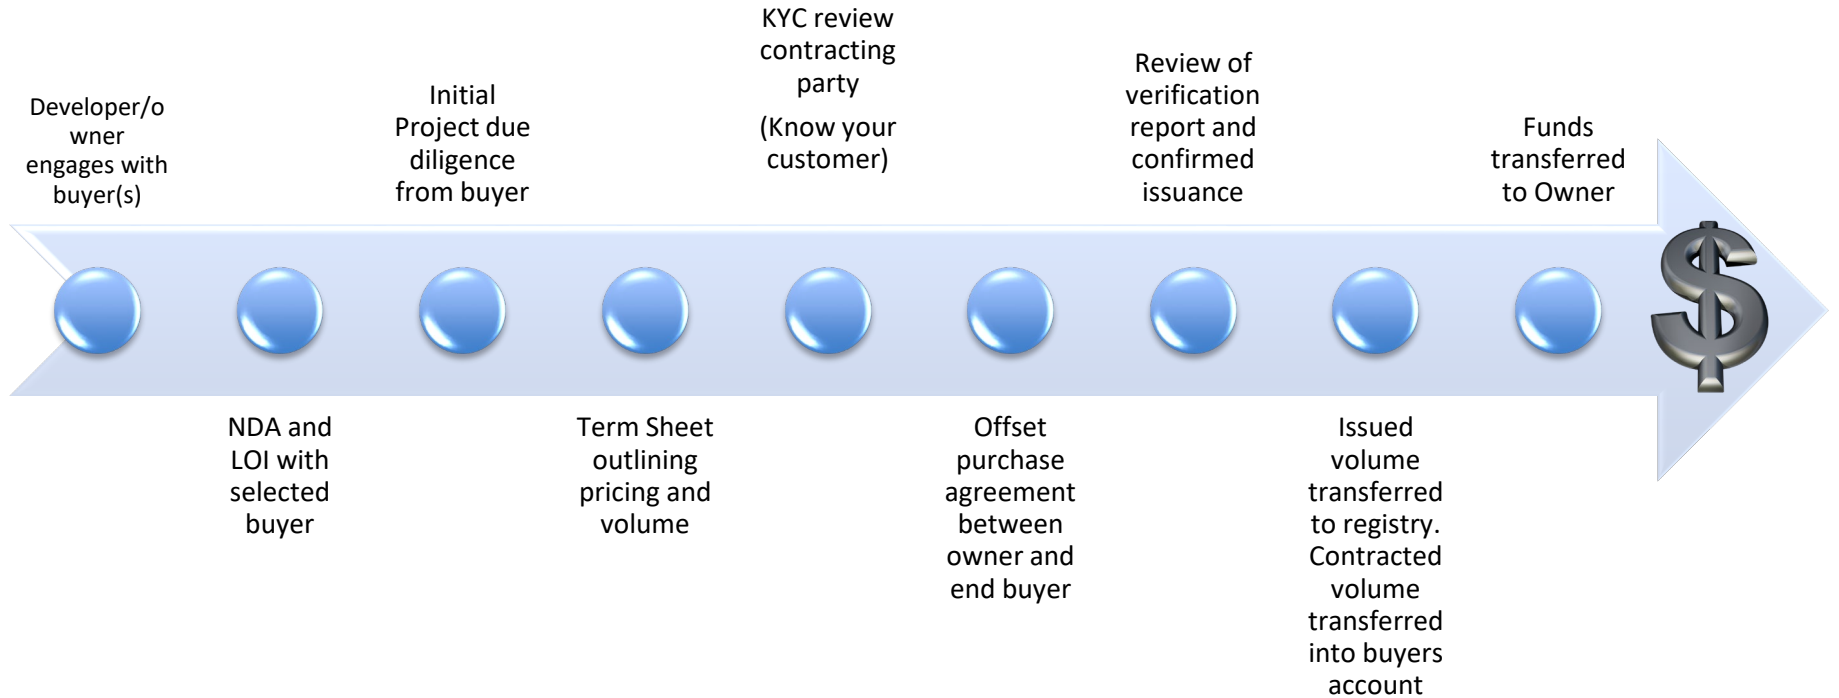 Developer/o
wner
engages with
buyer(s)
NDA and
LOI with
selected
buyer
Initial
Project due
diligence
from buyer
Term Sheet
outlining
pricing and
volume
KYC review
contracting
party
(Know your
customer)
Offset
purchase
agreement
between
owner and
end buyer
Review of
verification
report and
confirmed
issuance
Issued
volume
transferred
to registry.
Contracted
volume
transferred
into buyers
account
Funds
transferred
to Owner
$